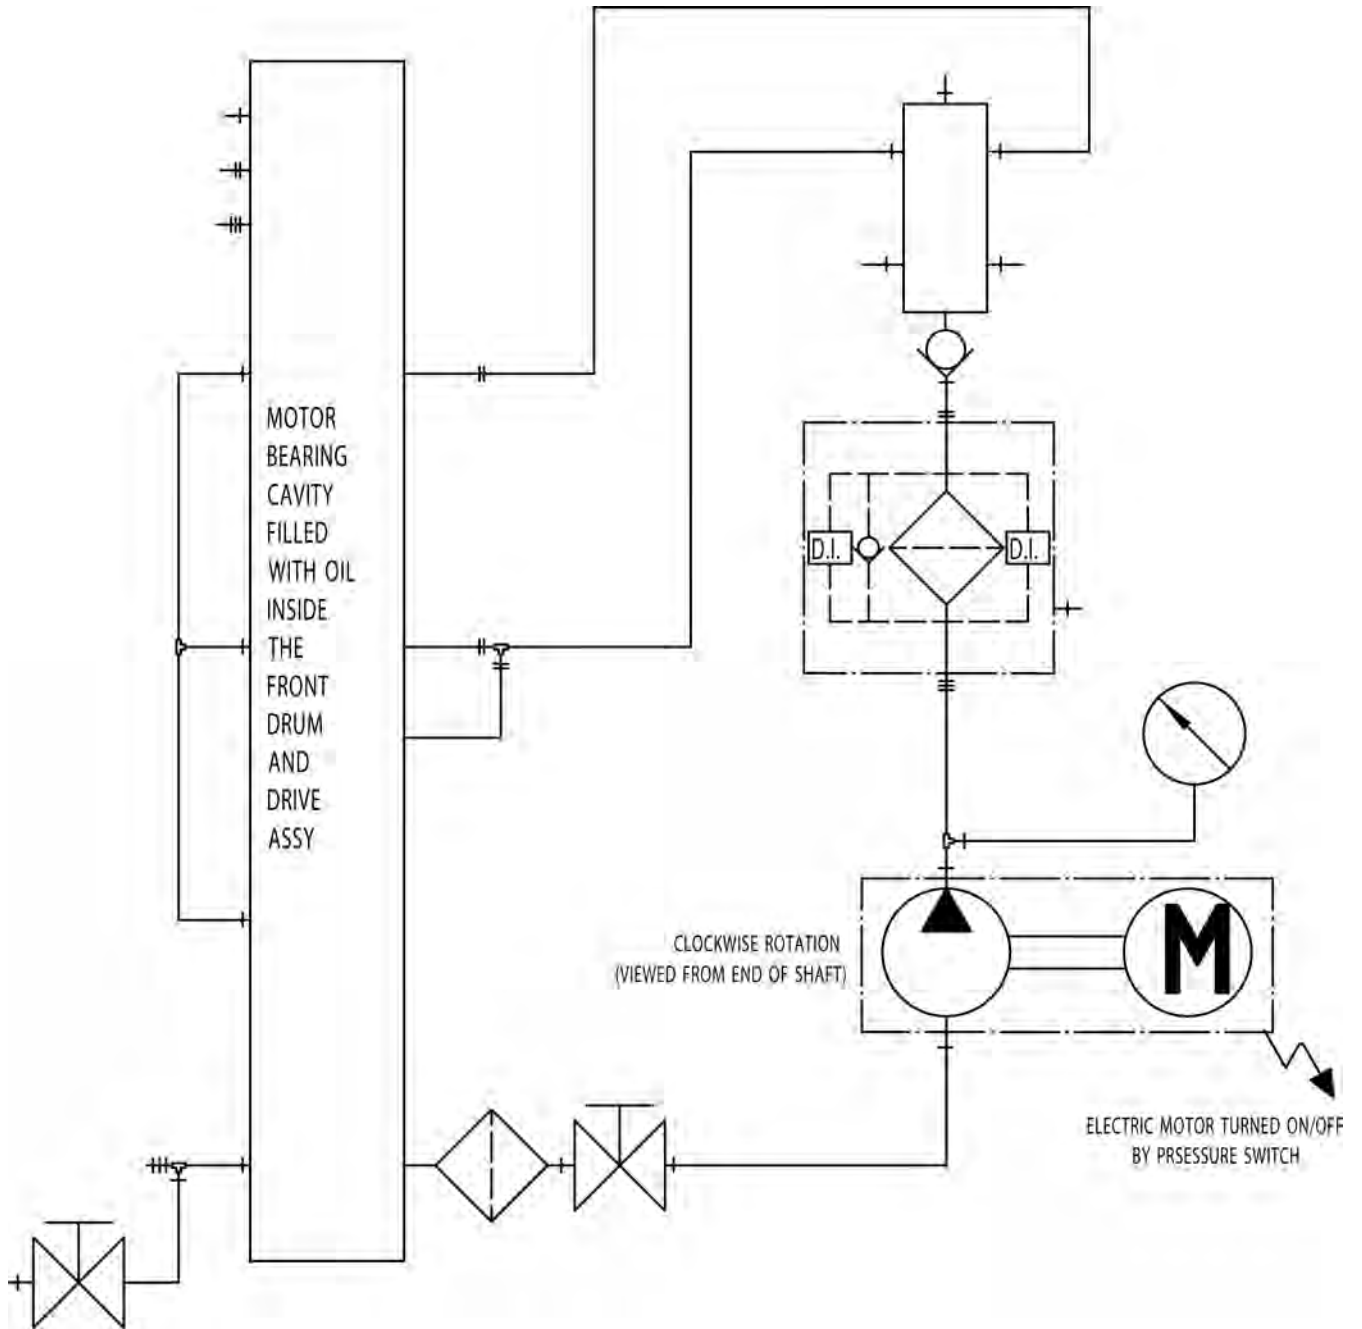 MOTOR
BEARING
CAVITY
FILLED
WITH OIL
INSIDE
THE
FRONT
DRUM
AND
DRIVE
ASSY
D.I.
D.I.
CLOCKWISE ROTATION
(VIEWED FROM END OF SHAFT)
M
ELECTRIC MOTOR TURNED ON/OFF
BY PRSESSURE SWITCH